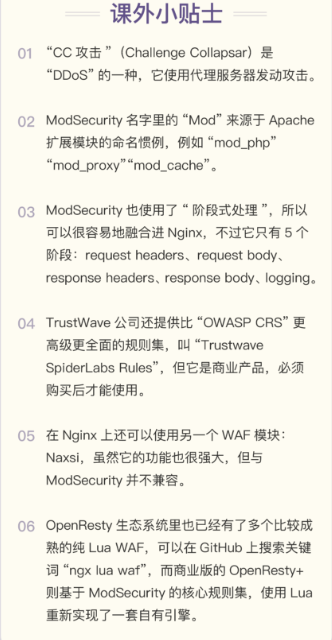 课外小贴士
01 “CC 攻击 ”（Challenge Collapsar）是
“DDoS” 的一种，它使用代理服务器发动攻击。
02 ModSecurity 名字里的 “Mod” 来源于 Apache
扩展模块的命名惯例，例如 “mod_php”
“mod_proxy”“mod_cache”。
03 ModSecurity 也使用了 “ 阶段式处理 ”，所以
可以很容易地融合进 Nginx，不过它只有 5 个
阶段：request headers、request body、
response headers、response body、logging。
04 TrustWave 公司还提供比 “OWASP CRS” 更
高级更全面的规则集，叫 “Trustwave
SpiderLabs Rules”，但它是商业产品，必须
购买后才能使用。
05 在 Nginx 上还可以使用另一个 WAF 模块：
Naxsi，虽然它的功能也很强大，但与
ModSecurity 并不兼容。
06 OpenResty 生态系统里也已经有了多个比较成
熟的纯 Lua WAF，可以在 GitHub 上搜索关键
词 “ngx lua waf”，而商业版的 OpenResty+
则基于 ModSecurity 的核心规则集，使用 Lua
重新实现了一套自有引擎。